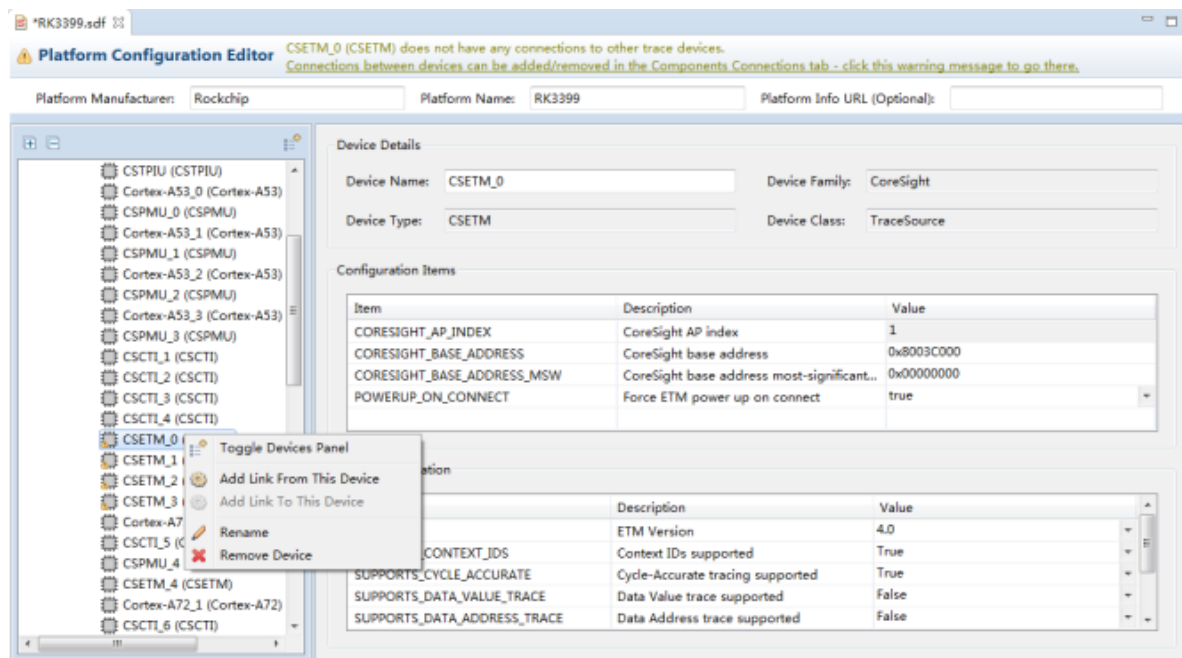 *RK3399.sdf
Platform Configuration Editor
CSETM_0 (CSETM) does not have any connections to other trace devices.
Connections between devices can be added/removed in the Components Connections tab - click this warning message to go there.
Platform Manufacturer: Rockchip Platform Name: RK3399 Platform Info URL (Optional):
CSTPIU (CSTPIU)
Cortex-A53_0 (Cortex-A53)
CSPMU_0 (CSPMU)
Cortex-A53_1 (Cortex-A53)
CSPMU_1 (CSPMU)
Cortex-A53_2 (Cortex-A53)
CSPMU_2 (CSPMU)
Cortex-A53_3 (Cortex-A53)
CSPMU_3 (CSPMU)
CSCTI_1 (CSCTI)
CSCTI_2 (CSCTI)
CSCTI_3 (CSCTI)
CSCTI_4 (CSCTI)
CSETM_0 (
CSETM_1
CSETM_2
CSETM_3
Cortex-A7
CSCTI_5 (C
CSPMU_4
CSETM_4 (CSETM)
Cortex-A72_1 (Cortex-A72)
CSCTI_6 (CSCTI)
Toggle Devices Panel
Add Link From This Device
Add Link To This Device
Rename
Remove Device
Device Details
Device Name: CSETM_0 Device Family: CoreSight
Device Type: CSETM Device Class: TraceSource
Configuration Items
Item Description Value
CORESIGHT_AP_INDEX CoreSight AP index 1
CORESIGHT_BASE_ADDRESS CoreSight base address 0x8003C000
CORESIGHT_BASE_ADDRESS_MSW CoreSight base address most-significant... 0x00000000
POWERUP_ON_CONNECT Force ETM power up on connect true
ation
Description Value
ETM Version 4.0
_CONTEXT_IDS Context IDs supported True
SUPPORTS_CYCLE_ACCURATE Cycle-Accurate tracing supported True
SUPPORTS_DATA_VALUE_TRACE Data Value trace supported False
SUPPORTS_DATA_ADDRESS_TRACE Data Address trace supported False